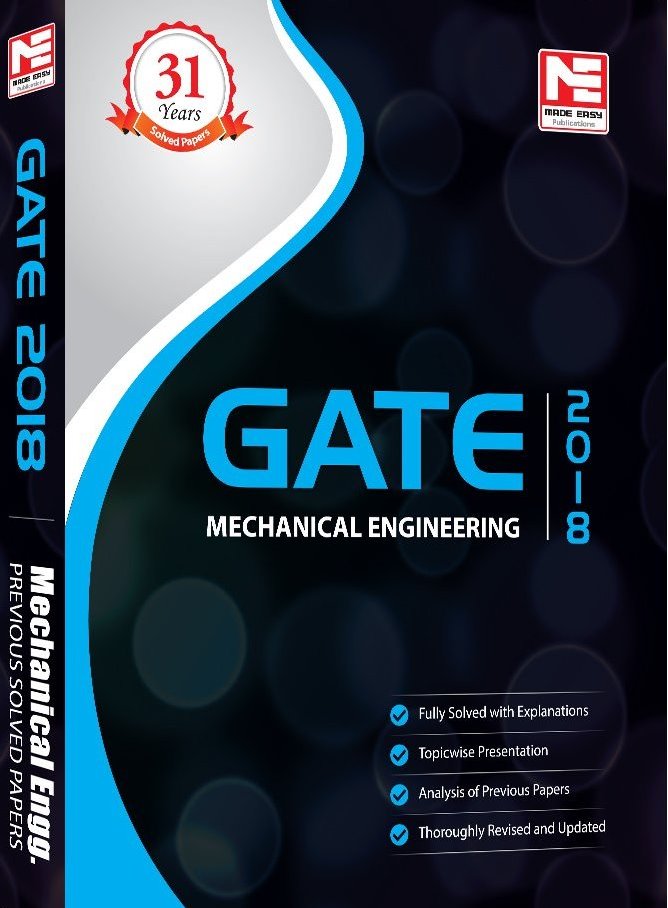 ME
MADE EASY
Publications
GATE 2018
Mechanical Engg.
PREVIOUS SOLVED PAPERS
31
Years
Solved Papers
ME
MADE EASY
Publications
GATE
2018
MECHANICAL ENGINEERING
Fully Solved with Explanations
Topicwise Presentation
Analysis of Previous Papers
Thoroughly Revised and Updated